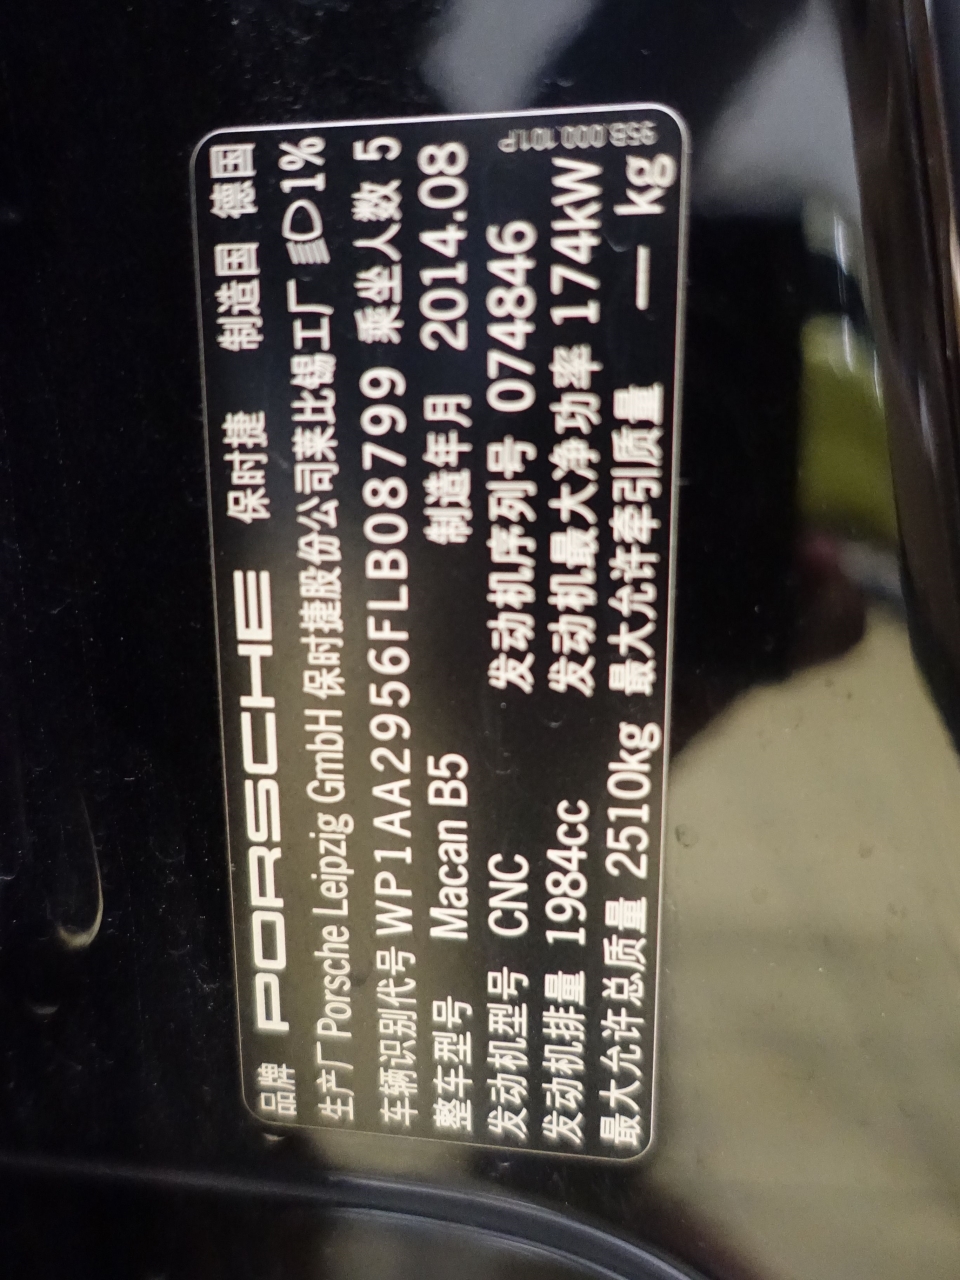 品牌 PORSCHE 保时捷 制造国 德国
生产厂 Porsche Leipzig GmbH 保时捷股份公司莱比锡工厂 1%
车辆识别代号 WP1AA2956FLB08799 乘坐人数 5
整车型号 Macan B5 制造年月 2014.08
发动机型号 CNC 发动机序列号 074846
发动机排量 1984cc 发动机最大净功率 174kW
最大允许总质量 2510kg 最大允许牵引质量 — kg
95B.000.101.P